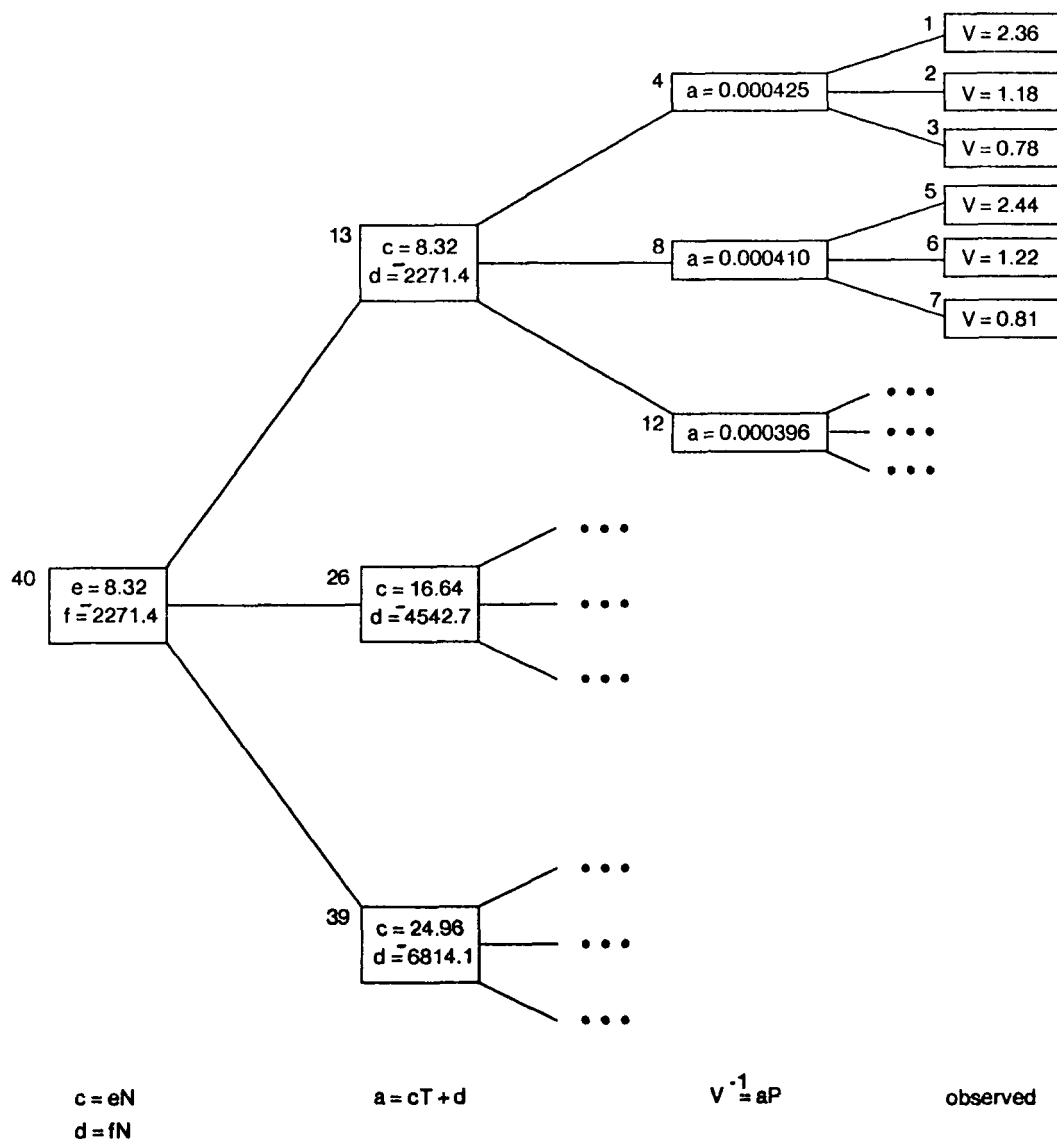 1
V = 2.36
4
a = 0.000425
2
V = 1.18
3
V = 0.78
5
V = 2.44
13
c = 8.32
d = ‾2271.4
8
a = 0.000410
6
V = 1.22
7
V = 0.81
12
a = 0.000396
• • •
• • •
• • •
40
e = 8.32
f = ‾2271.4
26
c = 16.64
d = ‾4542.7
• • •
• • •
• • •
39
c = 24.96
d = ‾6814.1
• • •
• • •
• • •
c = eN
d = fN
a = cT + d
V⁻¹ = aP
observed